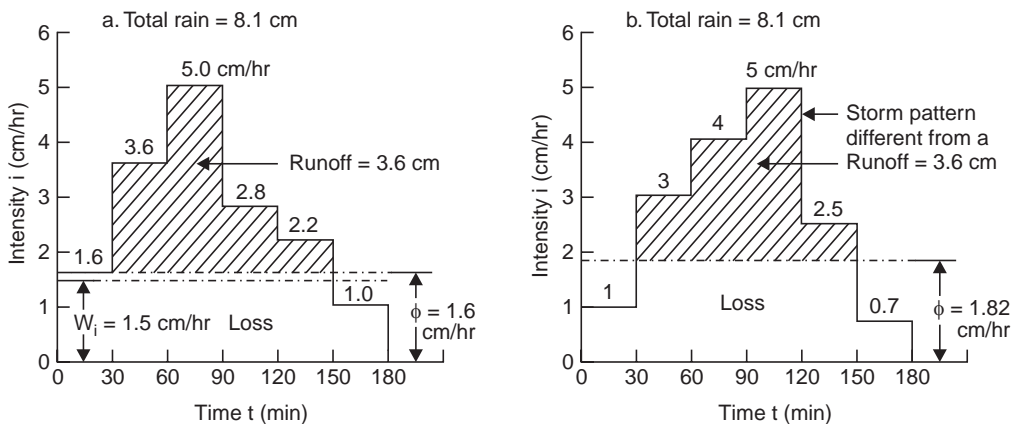 a. Total rain = 8.1 cm
6
5
4
3
2
1
0
Intensity i (cm/hr)
5.0 cm/hr
3.6
Runoff = 3.6 cm
2.8
2.2
1.6
1.0
Wi = 1.5 cm/hr
Loss
ϕ = 1.6
cm/hr
0 30 60 90 120 150 180
Time t (min)
b. Total rain = 8.1 cm
6
5
4
3
2
1
0
Intensity i (cm/hr)
5 cm/hr
4
Storm pattern
different from a
Runoff = 3.6 cm
3
2.5
1
Loss
0.7
ϕ = 1.82
cm/hr
0 30 60 90 120 150 180
Time t (min)